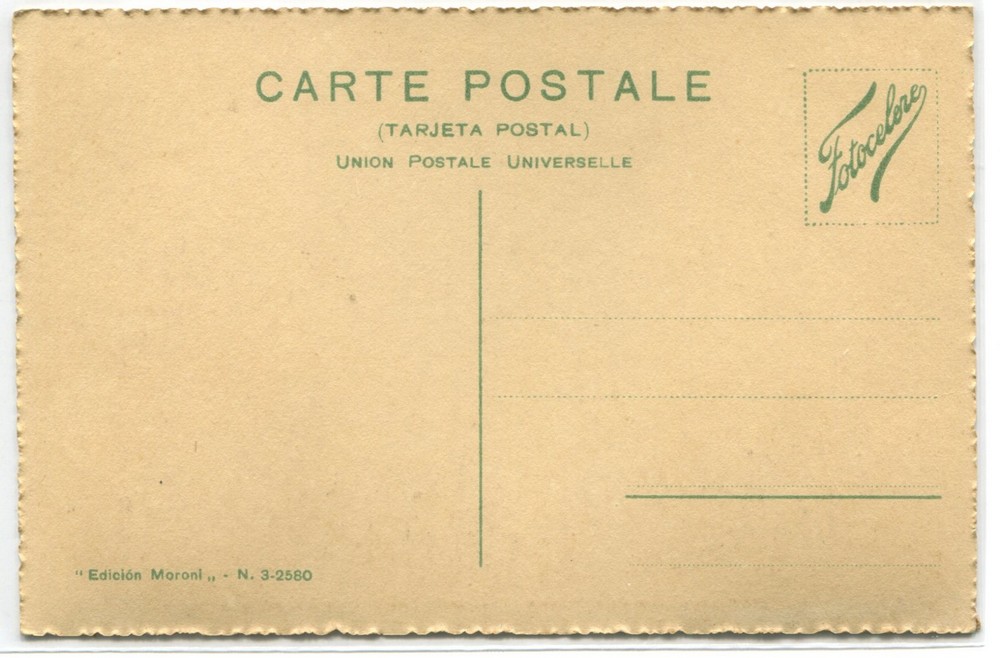 CARTE POSTALE
(TARJETA POSTAL)
UNION POSTALE UNIVERSELLE
Fotocelere
"Edición Moroni„ - N. 3-2580